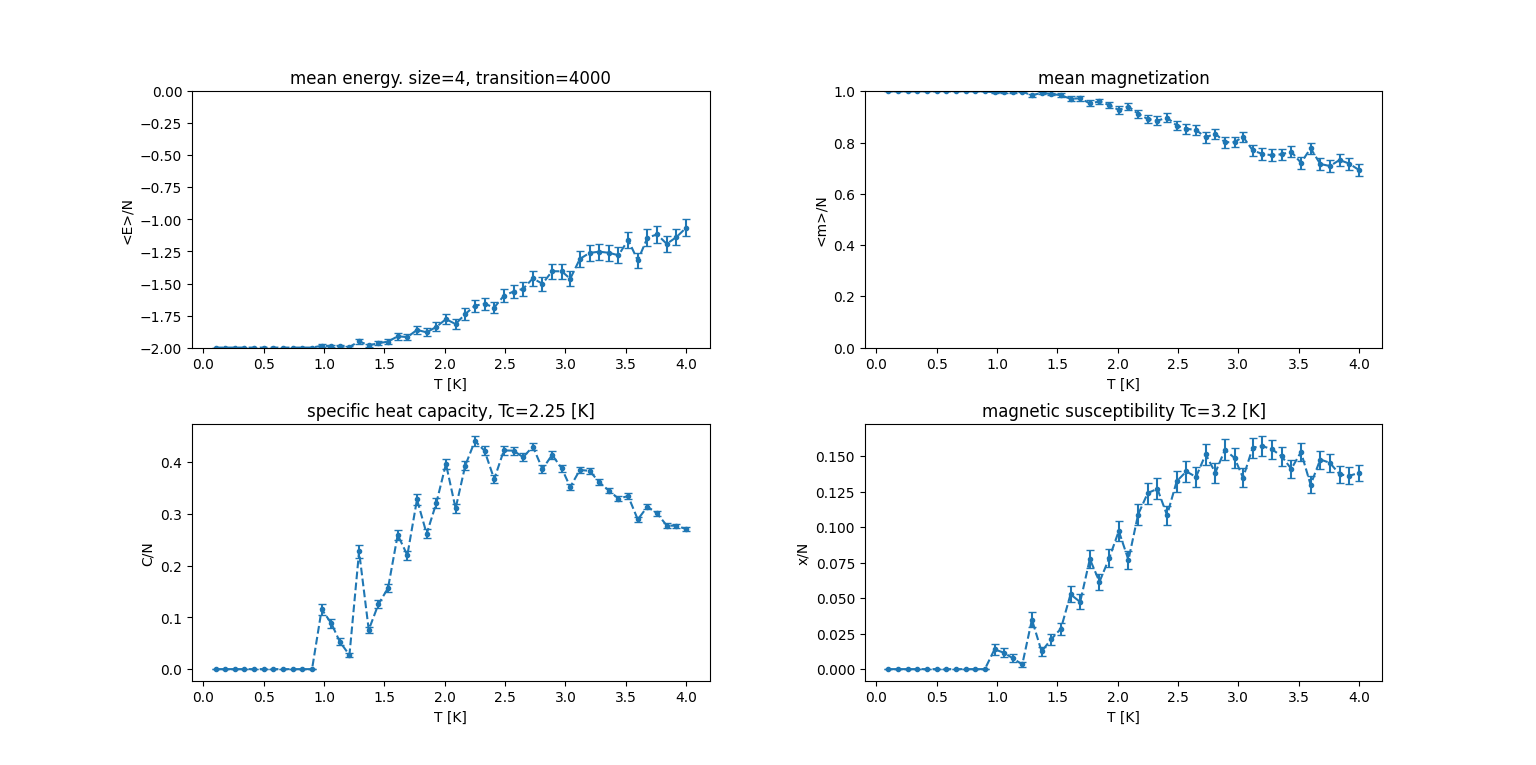 mean energy. size=4, transition=4000
0.00
−0.25
−0.50
−0.75
−1.00
−1.25
−1.50
−1.75
−2.00
<E>/N
0.0 0.5 1.0 1.5 2.0 2.5 3.0 3.5 4.0
T [K]
mean magnetization
1.0
0.8
0.6
0.4
0.2
0.0
<m>/N
0.0 0.5 1.0 1.5 2.0 2.5 3.0 3.5 4.0
T [K]
specific heat capacity, Tc=2.25 [K]
0.4
0.3
0.2
0.1
0.0
C/N
0.0 0.5 1.0 1.5 2.0 2.5 3.0 3.5 4.0
T [K]
magnetic susceptibility Tc=3.2 [K]
0.150
0.125
0.100
0.075
0.050
0.025
0.000
x/N
0.0 0.5 1.0 1.5 2.0 2.5 3.0 3.5 4.0
T [K]